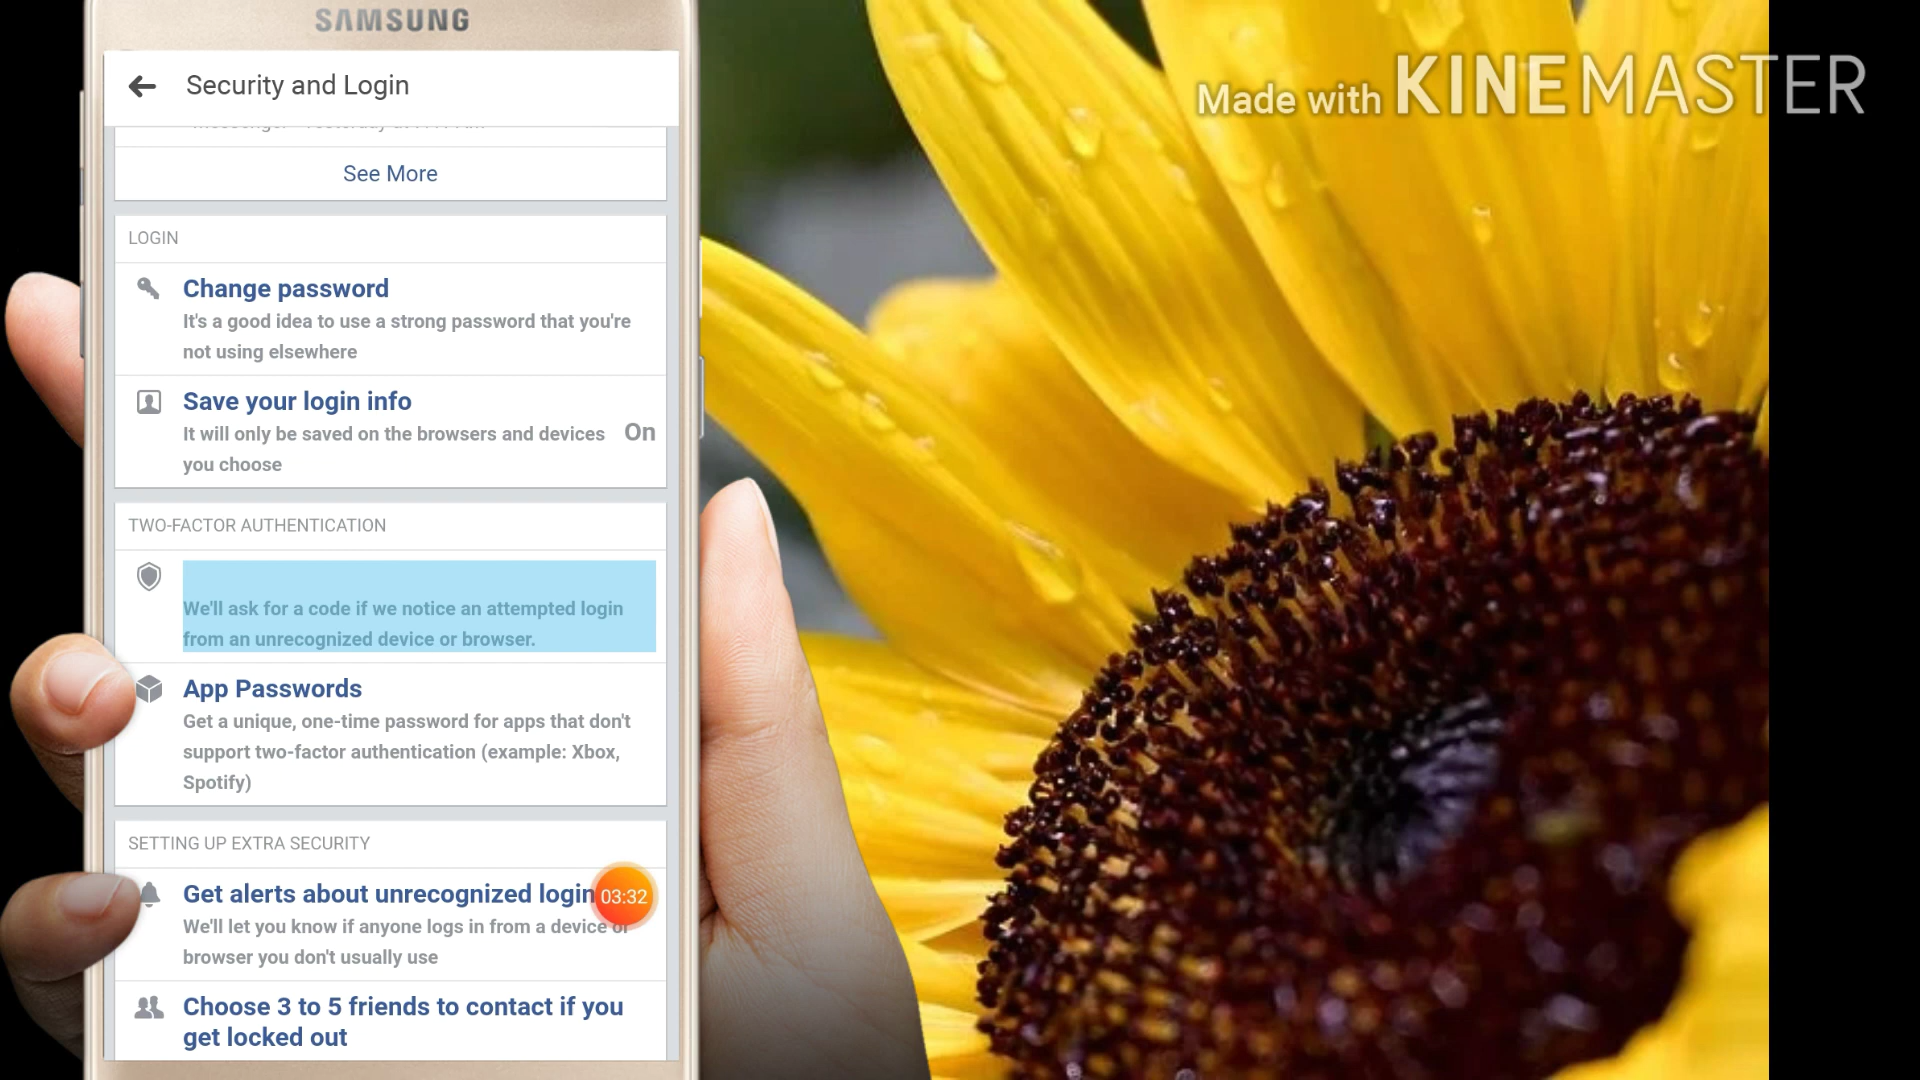 SAMSUNG
Security and Login
Made with KINEMASTER
See More
LOGIN
Change password
It's a good idea to use a strong password that you're
not using elsewhere
Save your login info
It will only be saved on the browsers and devices On
you choose
TWO-FACTOR AUTHENTICATION
We'll ask for a code if we notice an attempted login
from an unrecognized device or browser.
App Passwords
Get a unique, one-time password for apps that don't
support two-factor authentication (example: Xbox,
Spotify)
SETTING UP EXTRA SECURITY
Get alerts about unrecognized login
03:32
We'll let you know if anyone logs in from a device or
browser you don't usually use
Choose 3 to 5 friends to contact if you
get locked out